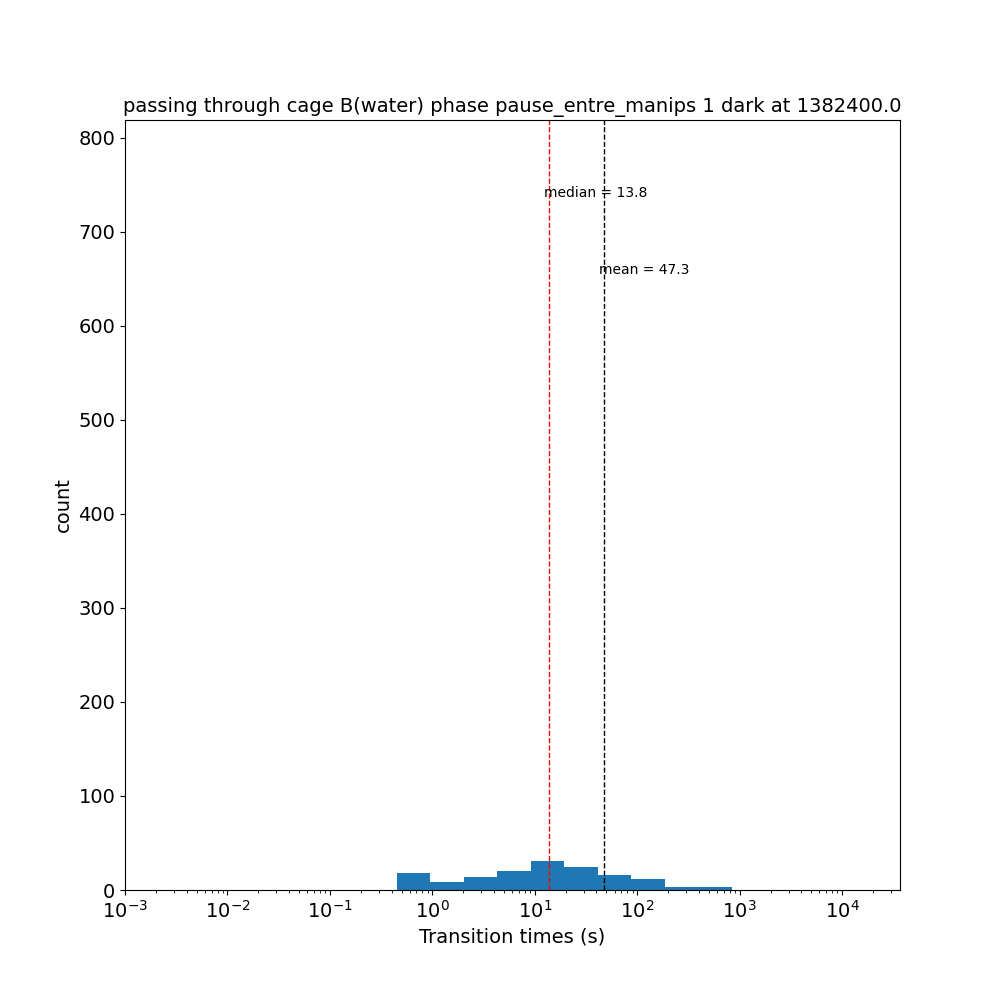 passing through cage B(water) phase pause_entre_manips 1 dark at 1382400.0
800
700
600
500
400
300
200
100
0
median = 13.8
mean = 47.3
count
10⁻³ 10⁻² 10⁻¹ 10⁰ 10¹ 10² 10³ 10⁴
Transition times (s)